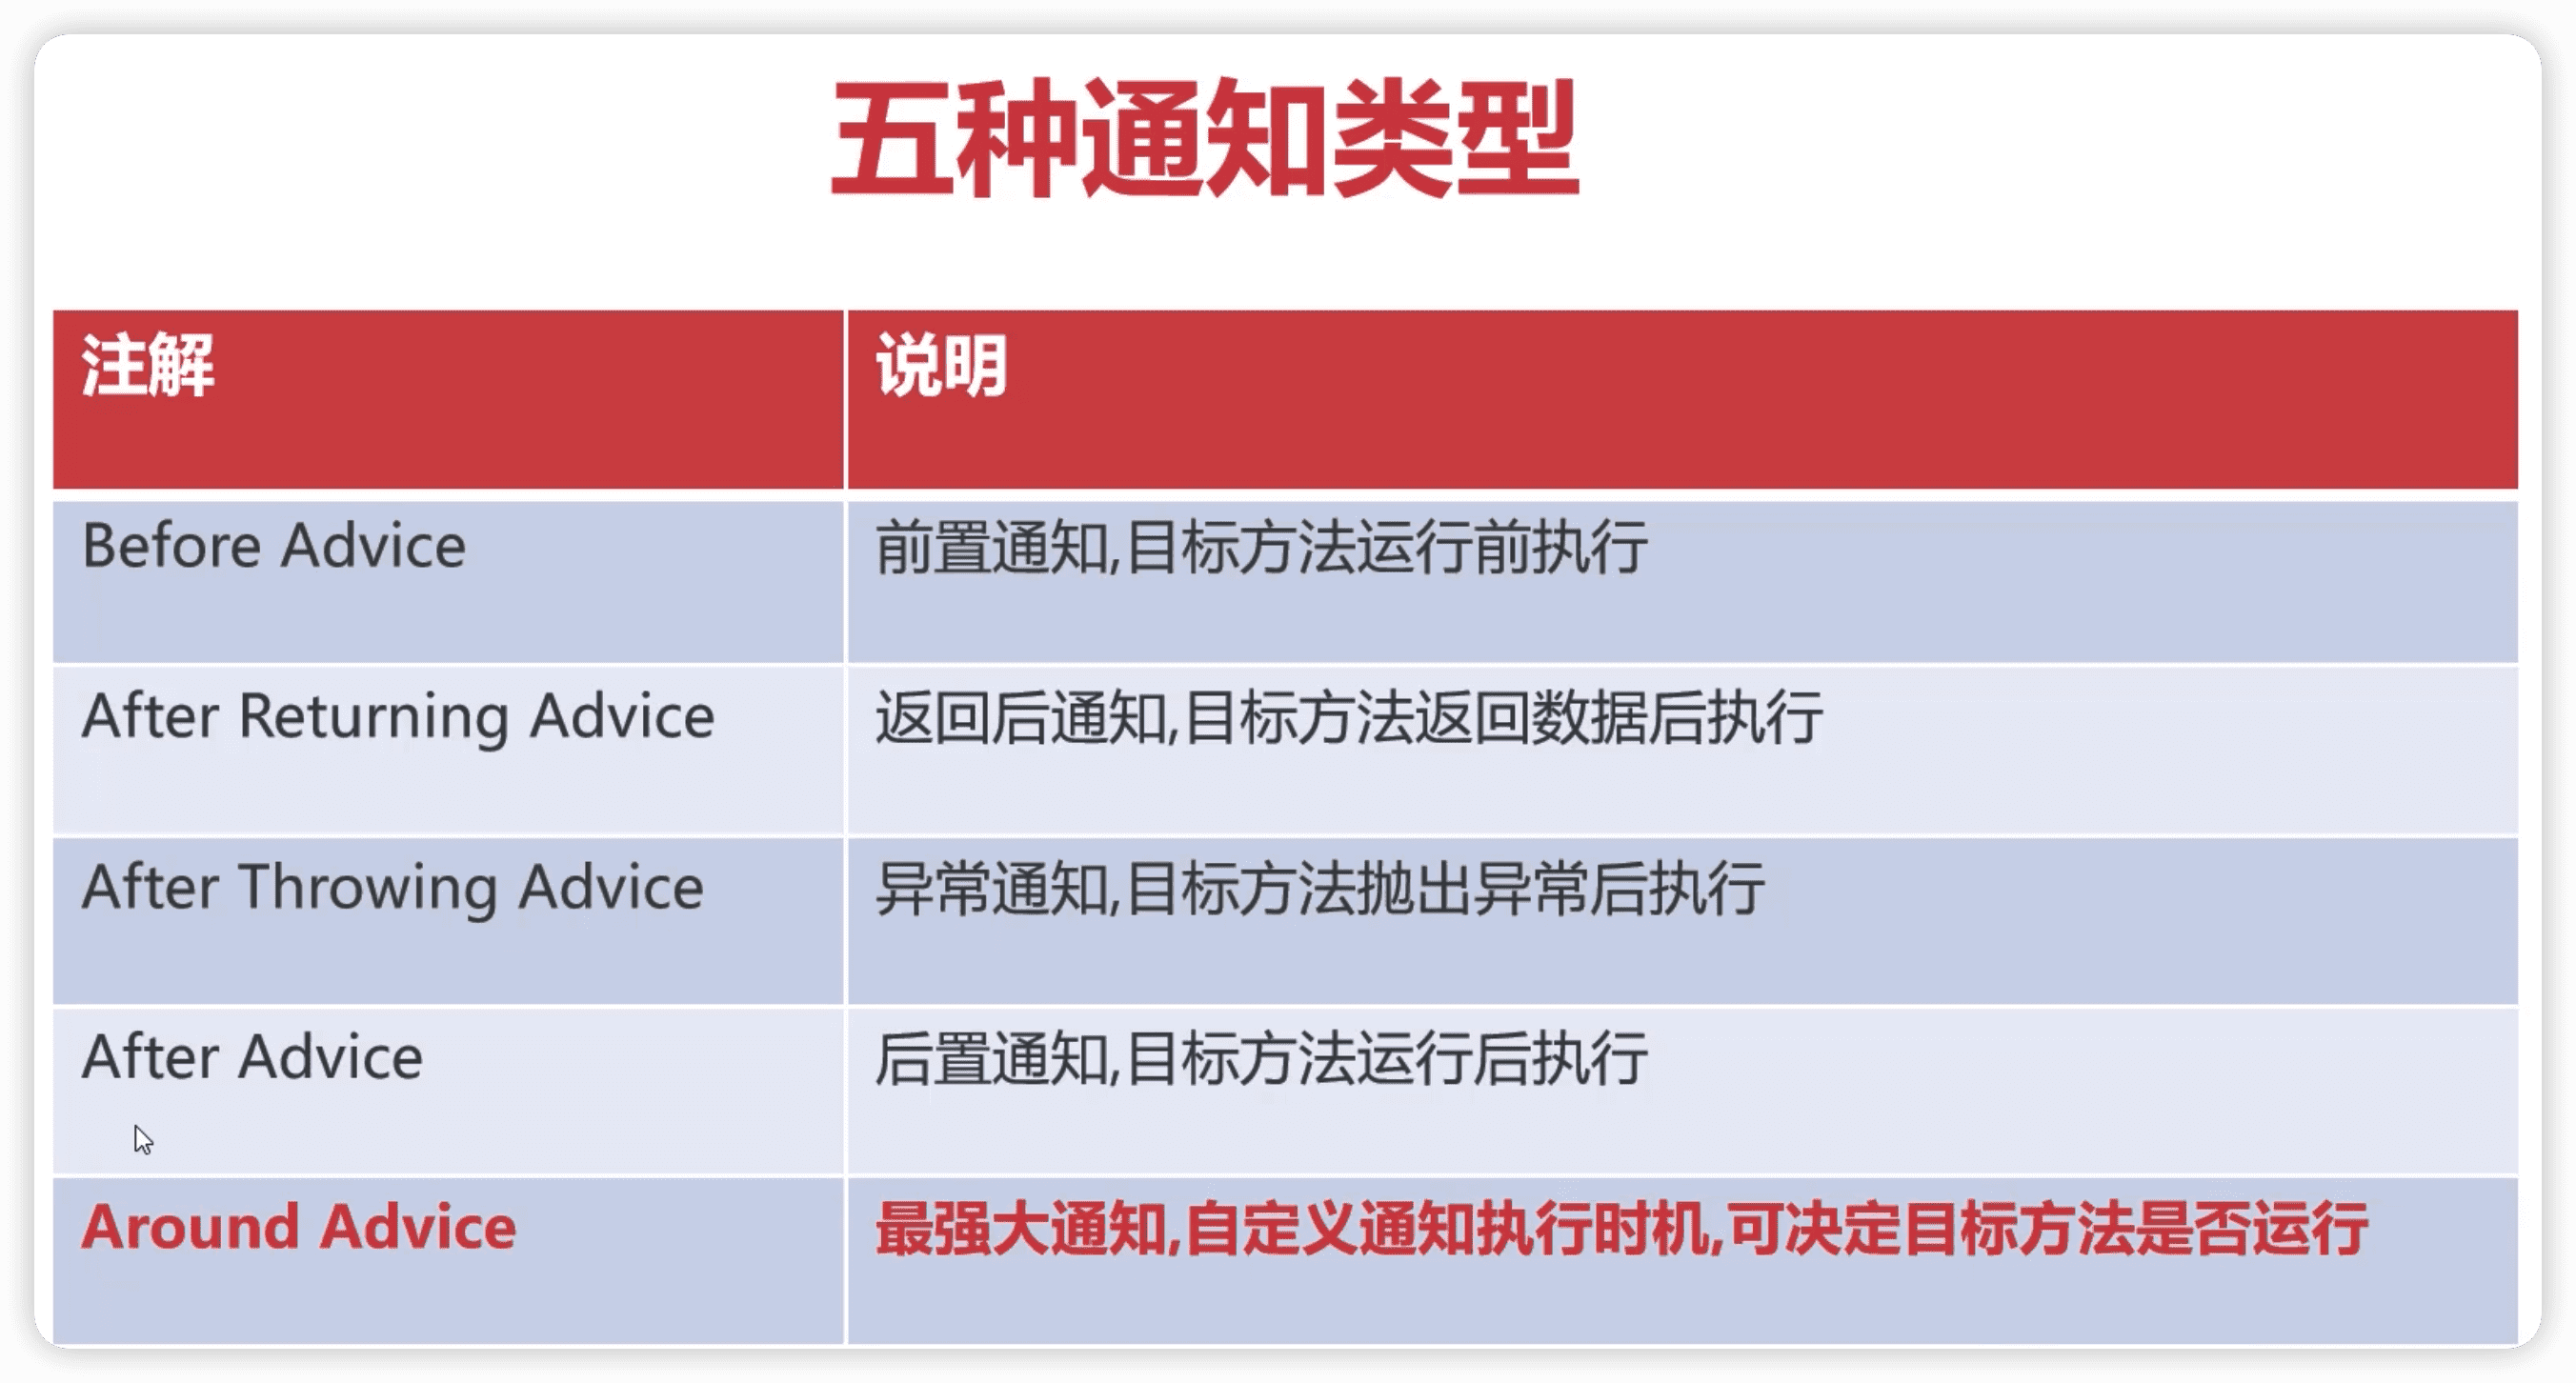 五种通知类型
注解 说明
Before Advice 前置通知,目标方法运行前执行
After Returning Advice 返回后通知,目标方法返回数据后执行
After Throwing Advice 异常通知,目标方法抛出异常后执行
After Advice 后置通知,目标方法运行后执行
Around Advice 最强大通知,自定义通知执行时机,可决定目标方法是否运行